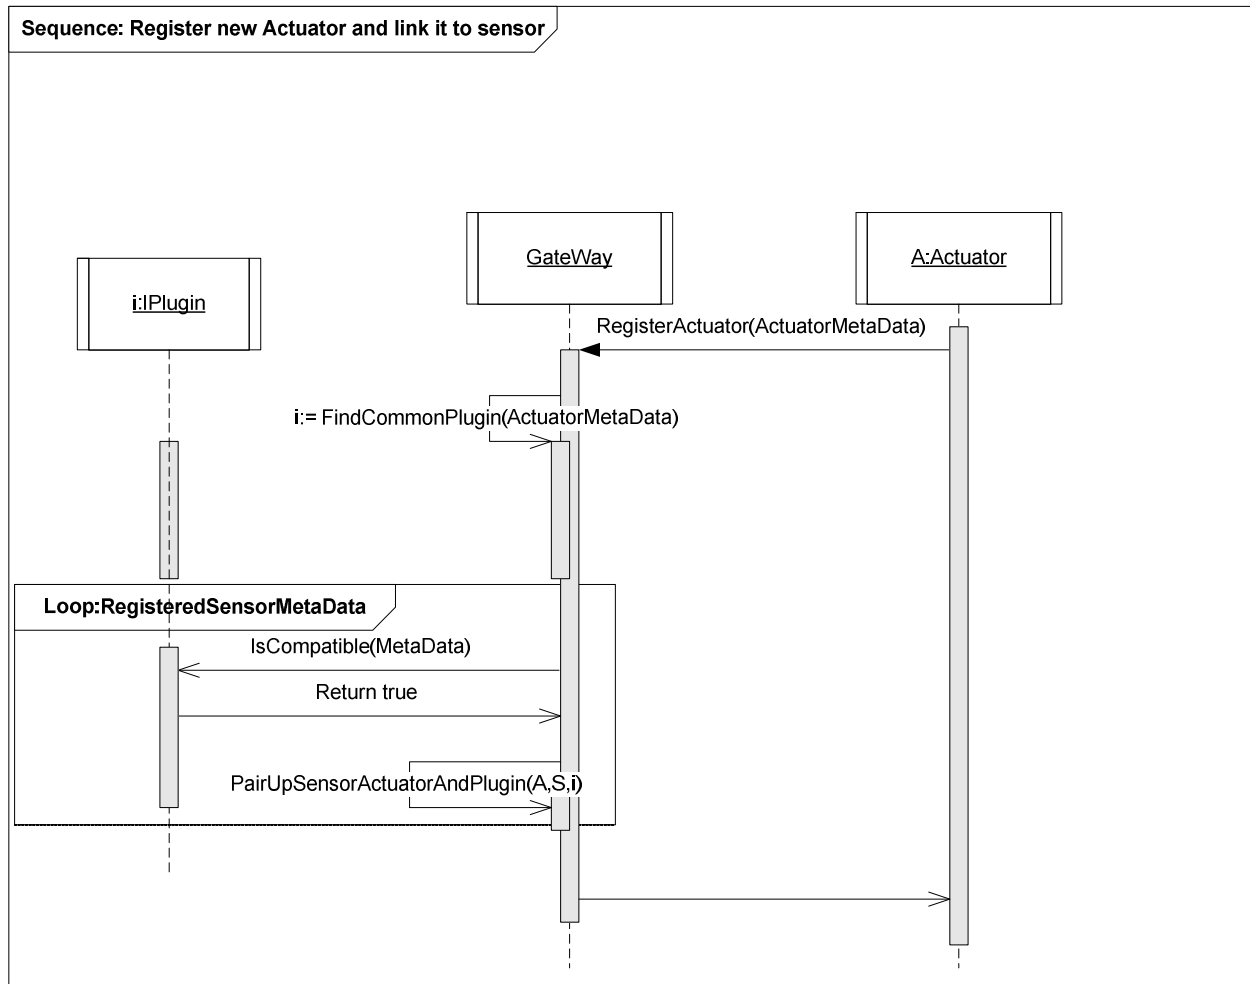 Sequence: Register new Actuator and link it to sensor
GateWay
A:Actuator
i:IPlugin
RegisterActuator(ActuatorMetaData)
i:= FindCommonPlugin(ActuatorMetaData)
Loop:RegisteredSensorMetaData
IsCompatible(MetaData)
Return true
PairUpSensorActuatorAndPlugin(A,S,i)